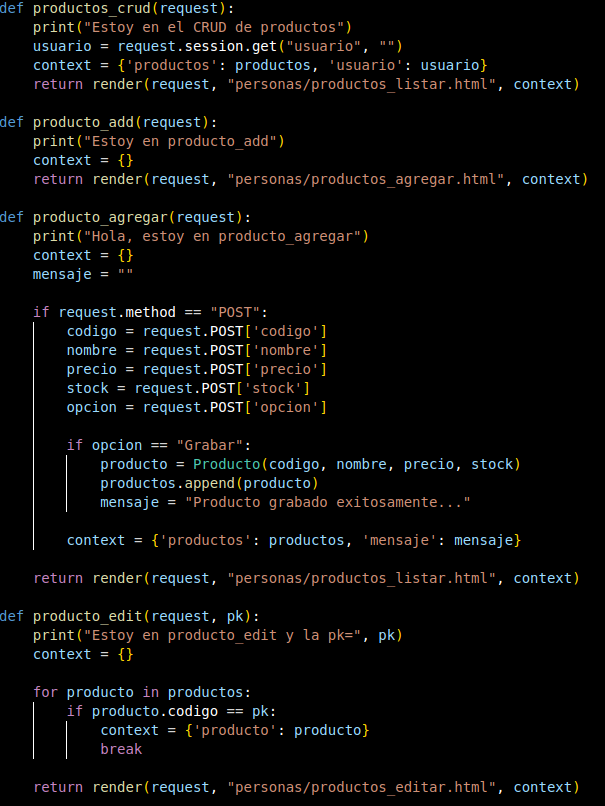 def productos_crud(request):
    print("Estoy en el CRUD de productos")
    usuario = request.session.get("usuario", "")
    context = {'productos': productos, 'usuario': usuario}
    return render(request, "personas/productos_listar.html", context)

def producto_add(request):
    print("Estoy en producto_add")
    context = {}
    return render(request, "personas/productos_agregar.html", context)

def producto_agregar(request):
    print("Hola, estoy en producto_agregar")
    context = {}
    mensaje = ""

    if request.method == "POST":
        codigo = request.POST['codigo']
        nombre = request.POST['nombre']
        precio = request.POST['precio']
        stock = request.POST['stock']
        opcion = request.POST['opcion']

        if opcion == "Grabar":
            producto = Producto(codigo, nombre, precio, stock)
            productos.append(producto)
            mensaje = "Producto grabado exitosamente..."

        context = {'productos': productos, 'mensaje': mensaje}

    return render(request, "personas/productos_listar.html", context)

def producto_edit(request, pk):
    print("Estoy en producto_edit y la pk=", pk)
    context = {}

    for producto in productos:
        if producto.codigo == pk:
            context = {'producto': producto}
            break

    return render(request, "personas/productos_editar.html", context)